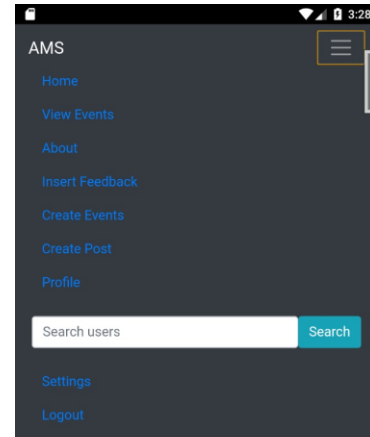 3:28
AMS
Home
View Events
About
Insert Feedback
Create Events
Create Post
Profile
Search users Search
Settings
Logout